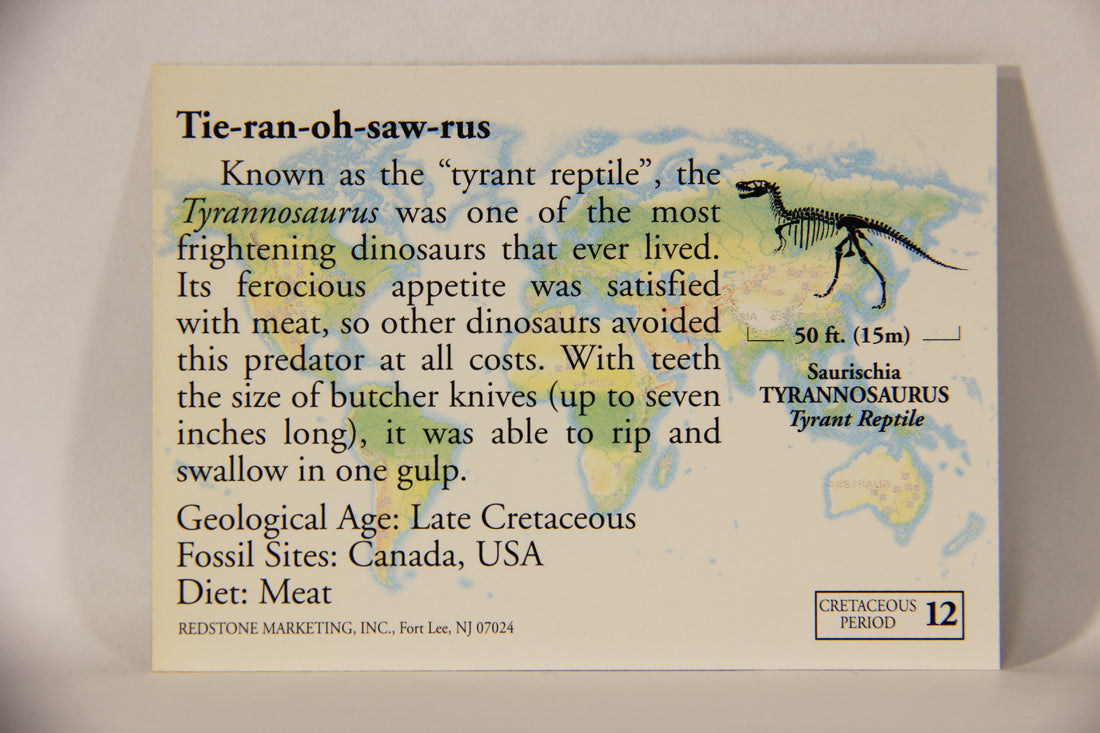 Tie-ran-oh-saw-rus
Known as the “tyrant reptile”, the
Tyrannosaurus was one of the most
frightening dinosaurs that ever lived.
Its ferocious appetite was satisfied
with meat, so other dinosaurs avoided
this predator at all costs. With teeth
the size of butcher knives (up to seven
inches long), it was able to rip and
swallow in one gulp.
Geological Age: Late Cretaceous
Fossil Sites: Canada, USA
Diet: Meat
REDSTONE MARKETING, INC., Fort Lee, NJ 07024
50 ft. (15m)
Saurischia
TYRANNOSAURUS
Tyrant Reptile
AFRICA
AUSTRALIA
CRETACEOUS
PERIOD 12